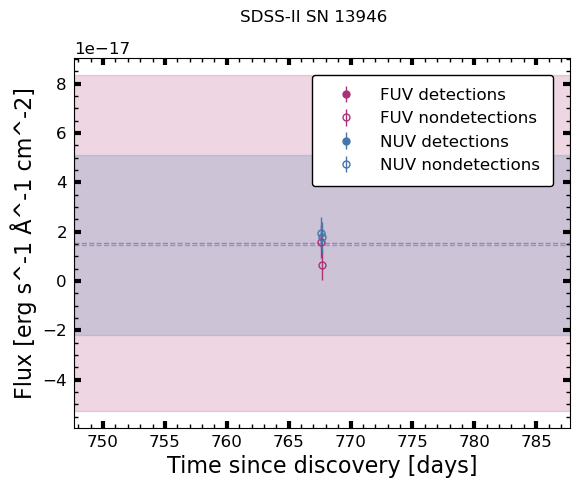 SDSS-II SN 13946
1e−17
8
6
4
2
0
−2
−4
Flux [erg s^-1 Å^-1 cm^-2]
FUV detections
FUV nondetections
NUV detections
NUV nondetections
750 755 760 765 770 775 780 785
Time since discovery [days]